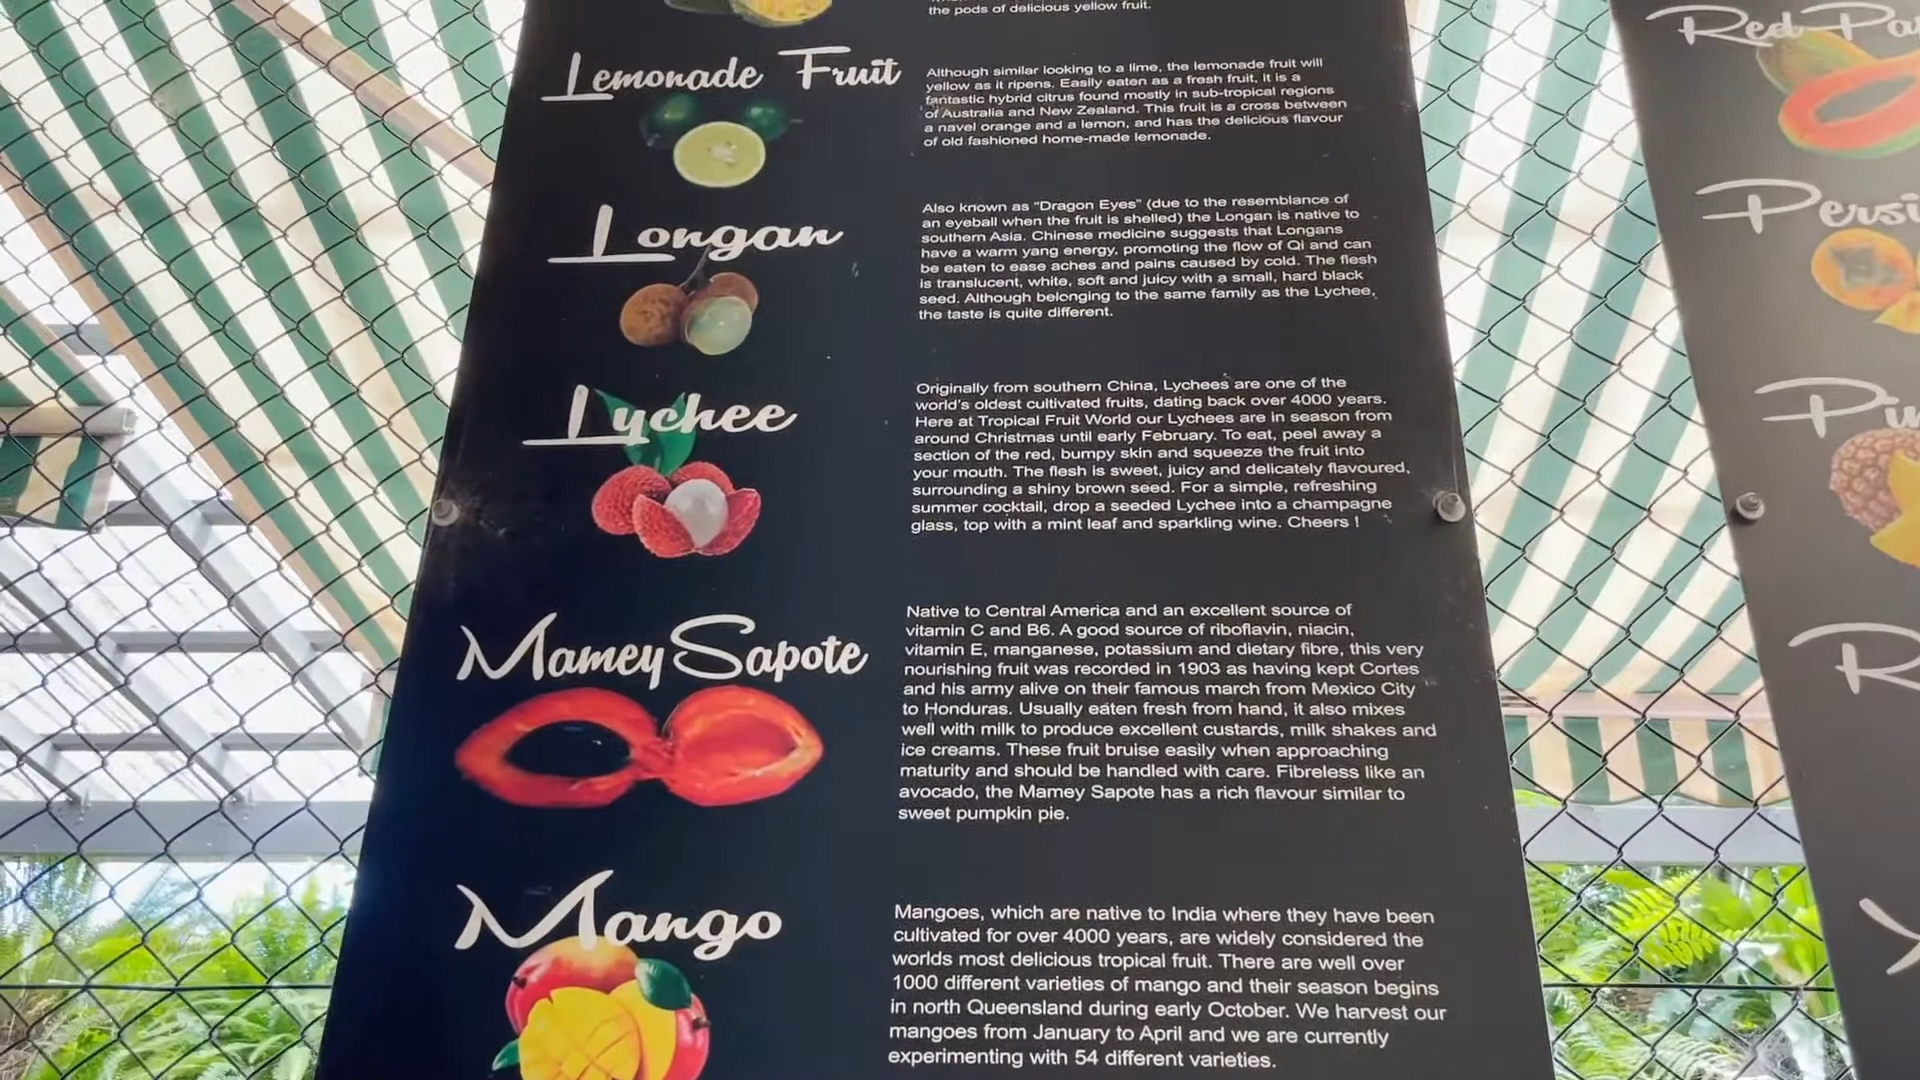 the pods of delicious yellow fruit.
Lemonade Fruit
Although similar looking to a lime, the lemonade fruit will
yellow as it ripens. Easily eaten as a fresh fruit, it is a
fantastic hybrid citrus found mostly in sub-tropical regions
of Australia and New Zealand. This fruit is a cross between
a navel orange and a lemon, and has the delicious flavour
of old fashioned home-made lemonade.
Longan
Also known as "Dragon Eyes" (due to the resemblance of
an eyeball when the fruit is shelled) the Longan is native to
southern Asia. Chinese medicine suggests that Longans
have a warm yang energy, promoting the flow of Qi and can
be eaten to ease aches and pains caused by cold. The flesh
is translucent, white, soft and juicy with a small, hard black
seed. Although belonging to the same family as the Lychee,
the taste is quite different.
Lychee
Originally from southern China, Lychees are one of the
world's oldest cultivated fruits, dating back over 4000 years.
Here at Tropical Fruit World our Lychees are in season from
around Christmas until early February. To eat, peel away a
section of the red, bumpy skin and squeeze the fruit into
your mouth. The flesh is sweet, juicy and delicately flavoured,
surrounding a shiny brown seed. For a simple, refreshing
summer cocktail, drop a seeded Lychee into a champagne
glass, top with a mint leaf and sparkling wine. Cheers !
Mamey Sapote
Native to Central America and an excellent source of
vitamin C and B6. A good source of riboflavin, niacin,
vitamin E, manganese, potassium and dietary fibre, this very
nourishing fruit was recorded in 1903 as having kept Cortes
and his army alive on their famous march from Mexico City
to Honduras. Usually eaten fresh from hand, it also mixes
well with milk to produce excellent custards, milk shakes and
ice creams. These fruit bruise easily when approaching
maturity and should be handled with care. Fibreless like an
avocado, the Mamey Sapote has a rich flavour similar to
sweet pumpkin pie.
Mango
Mangoes, which are native to India where they have been
cultivated for over 4000 years, are widely considered the
worlds most delicious tropical fruit. There are well over
1000 different varieties of mango and their season begins
in north Queensland during early October. We harvest our
mangoes from January to April and we are currently
experimenting with 54 different varieties.
Red